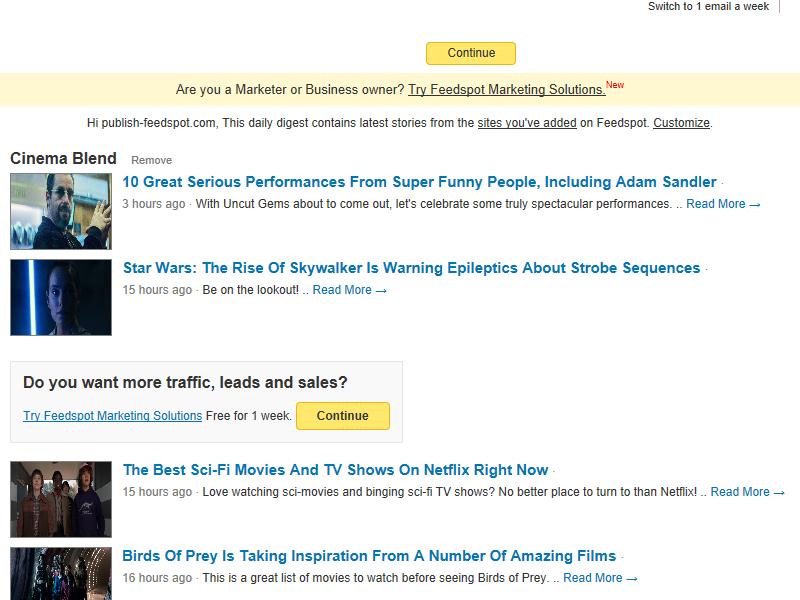 Switch to 1 email a week
Continue
Are you a Marketer or Business owner? Try Feedspot Marketing Solutions. New
Hi publish-feedspot.com, This daily digest contains latest stories from the sites you've added on Feedspot. Customize.
Cinema Blend Remove
10 Great Serious Performances From Super Funny People, Including Adam Sandler ·
3 hours ago · With Uncut Gems about to come out, let's celebrate some truly spectacular performances. .. Read More →
Star Wars: The Rise Of Skywalker Is Warning Epileptics About Strobe Sequences ·
15 hours ago · Be on the lookout! .. Read More →
Do you want more traffic, leads and sales?
Try Feedspot Marketing Solutions Free for 1 week. Continue
The Best Sci-Fi Movies And TV Shows On Netflix Right Now ·
15 hours ago · Love watching sci-movies and binging sci-fi TV shows? No better place to turn to than Netflix! .. Read More →
Birds Of Prey Is Taking Inspiration From A Number Of Amazing Films ·
16 hours ago · This is a great list of movies to watch before seeing Birds of Prey. .. Read More →